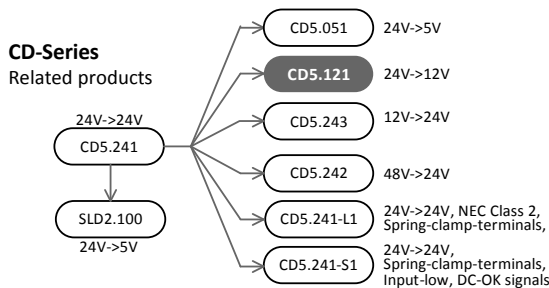 CD-Series
Related products
24V->24V
CD5.241
SLD2.100
24V->5V
CD5.051
24V->5V
CD5.121
24V->12V
CD5.243
12V->24V
CD5.242
48V->24V
CD5.241-L1
24V->24V, NEC Class 2,
Spring-clamp-terminals,
CD5.241-S1
24V->24V,
Spring-clamp-terminals,
Input-low, DC-OK signals